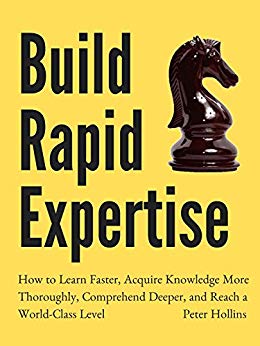 Build
Rapid
Expertise
How to Learn Faster, Acquire Knowledge More
Thoroughly, Comprehend Deeper, and Reach a
World-Class Level Peter Hollins